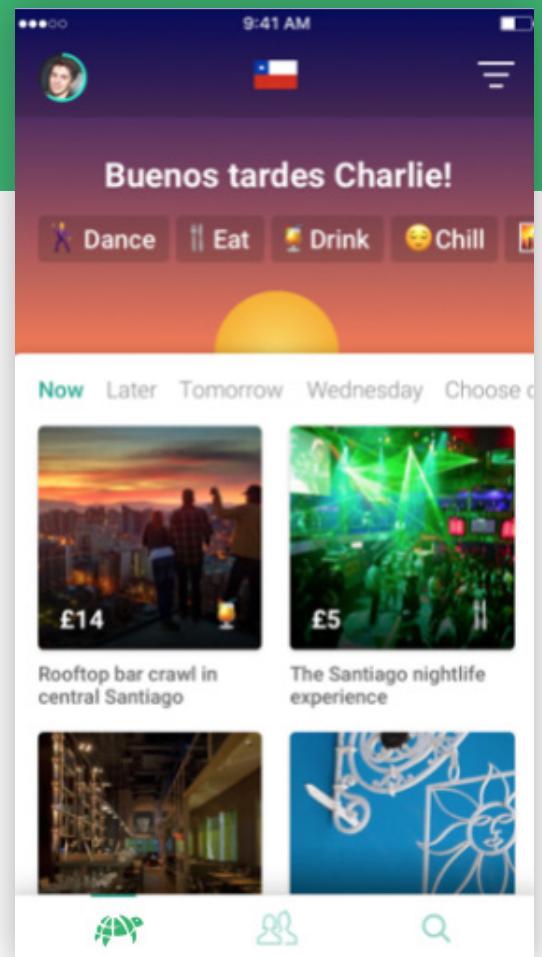 9:41 AM
Buenos tardes Charlie!
Dance Eat Drink Chill
Now Later Tomorrow Wednesday Choose
£14
£5
Rooftop bar crawl in
central Santiago
The Santiago nightlife
experience